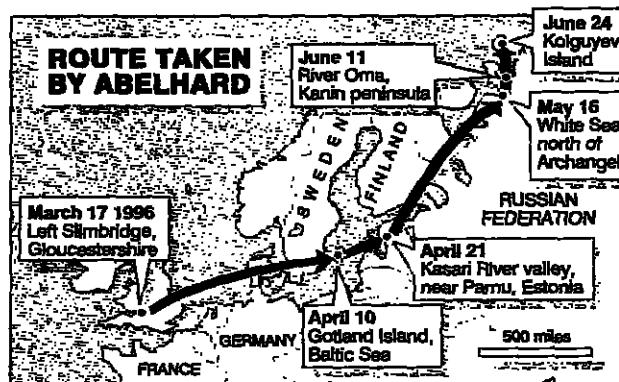 ROUTE TAKEN
BY ABELHARD
June 24
Kolguyev
Island
June 11
River Oma,
Kanin peninsula
May 16
White Sea
north of
Archangel
SWEDEN
FINLAND
RUSSIAN
FEDERATION
March 17 1996
Left Slimbridge,
Gloucestershire
April 21
Kasari River valley,
near Parnu, Estonia
April 10
Gotland Island,
Baltic Sea
GERMANY
FRANCE
500 miles